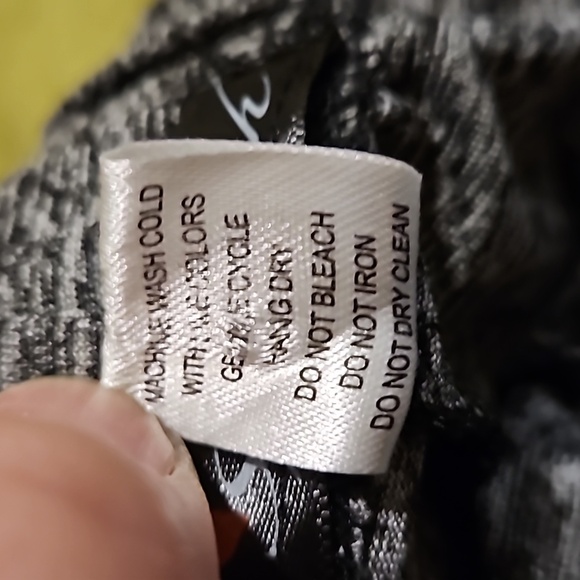 MACHINE WASH COLD
WITH LIKE COLORS
GENTLE CYCLE
HANG DRY
DO NOT BLEACH
DO NOT IRON
DO NOT DRY CLEAN